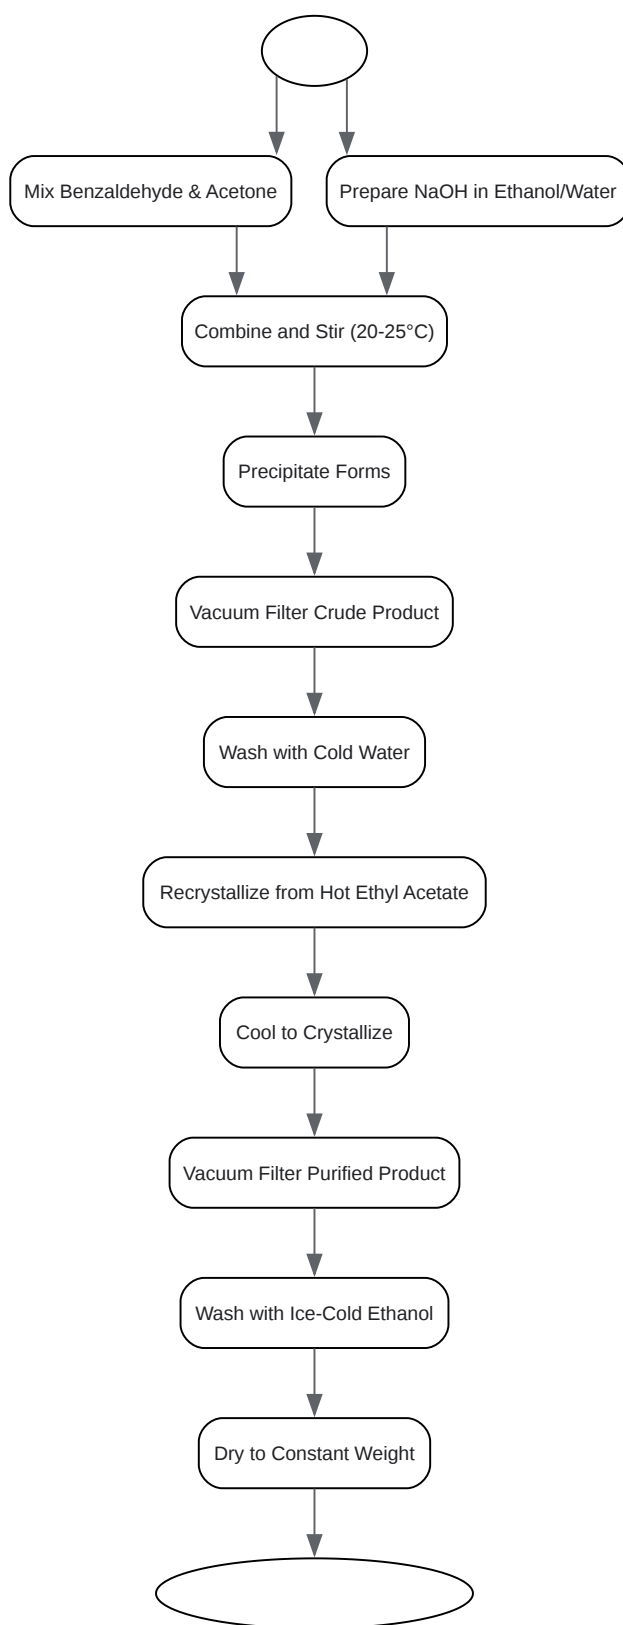 Mix Benzaldehyde & Acetone
Prepare NaOH in Ethanol/Water
Combine and Stir (20-25°C)
Precipitate Forms
Vacuum Filter Crude Product
Wash with Cold Water
Recrystallize from Hot Ethyl Acetate
Cool to Crystallize
Vacuum Filter Purified Product
Wash with Ice-Cold Ethanol
Dry to Constant Weight